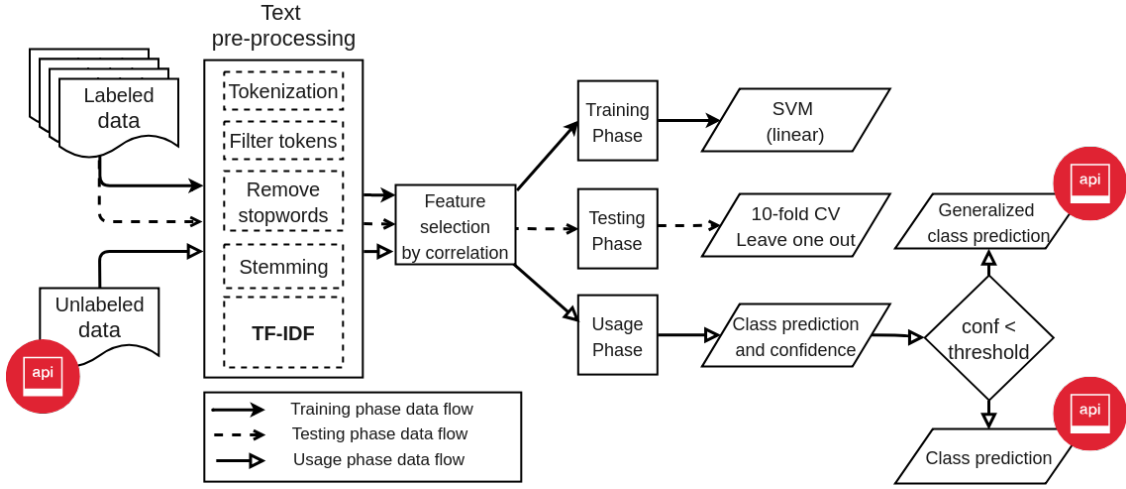 Text
pre-processing
Labeled
data
Tokenization
Filter tokens
Remove
stopwords
Stemming
TF-IDF
Unlabeled
data
api
Feature
selection
by correlation
Training
Phase
SVM
(linear)
Testing
Phase
10-fold CV
Leave one out
Usage
Phase
Class prediction
and confidence
conf <
threshold
Generalized
class prediction
api
Class prediction
api
Training phase data flow
Testing phase data flow
Usage phase data flow